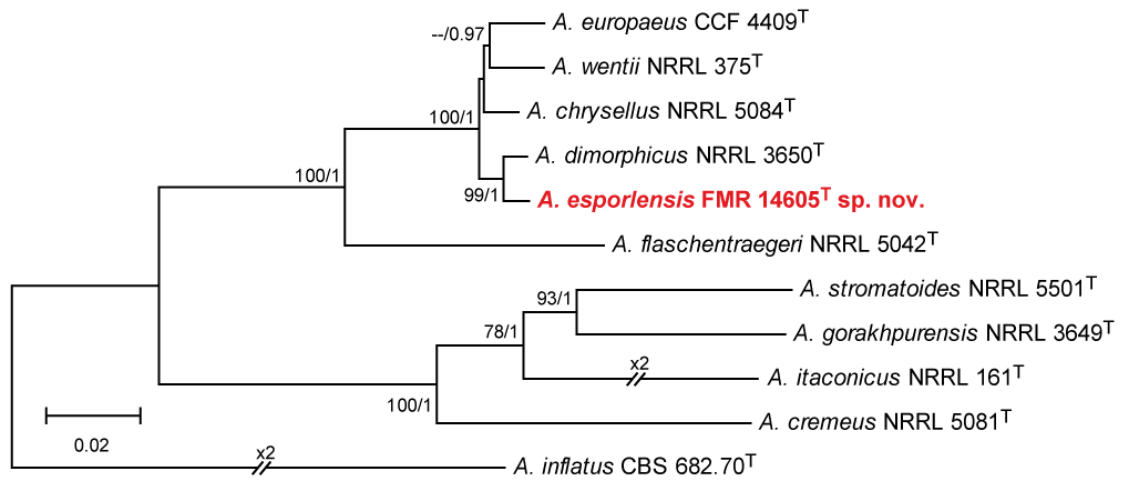 A. europaeus CCF 4409T
--/0.97
A. wentii NRRL 375T
A. chrysellus NRRL 5084T
100/1
A. dimorphicus NRRL 3650T
100/1
99/1
A. esporlensis FMR 14605T sp. nov.
A. flaschentraegeri NRRL 5042T
A. stromatoides NRRL 5501T
93/1
A. gorakhpurensis NRRL 3649T
78/1
x2
A. itaconicus NRRL 161T
100/1
A. cremeus NRRL 5081T
0.02
x2
A. inflatus CBS 682.70T